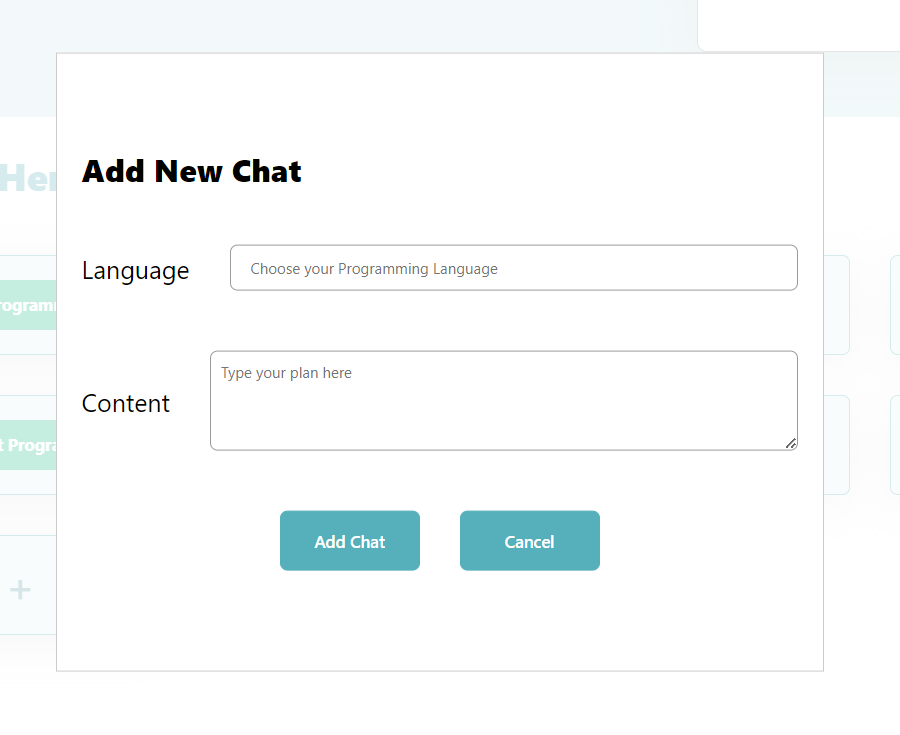 Add New Chat
Her
Language
Choose your Programming Language
rogramm
Content
Type your plan here
t Progra
Add Chat
Cancel
+